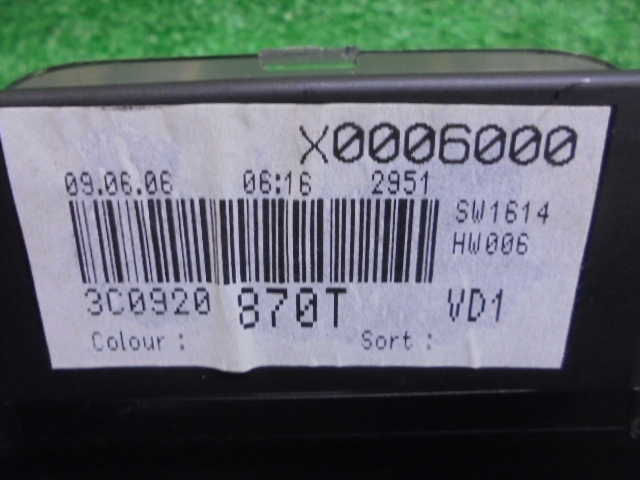 X0006000
09.06.06 06:16 2951
SW1614
HW006
3C0920 870T VD1
Colour : Sort :